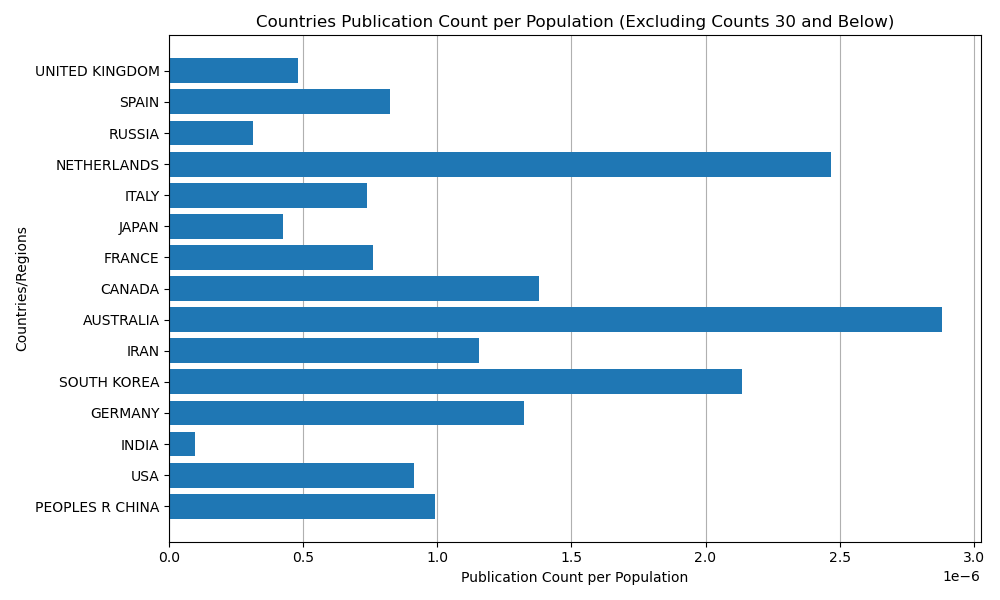 Countries Publication Count per Population (Excluding Counts 30 and Below)
Countries/Regions
UNITED KINGDOM
SPAIN
RUSSIA
NETHERLANDS
ITALY
JAPAN
FRANCE
CANADA
AUSTRALIA
IRAN
SOUTH KOREA
GERMANY
INDIA
USA
PEOPLES R CHINA
0.0 0.5 1.0 1.5 2.0 2.5 3.0
Publication Count per Population
1e−6